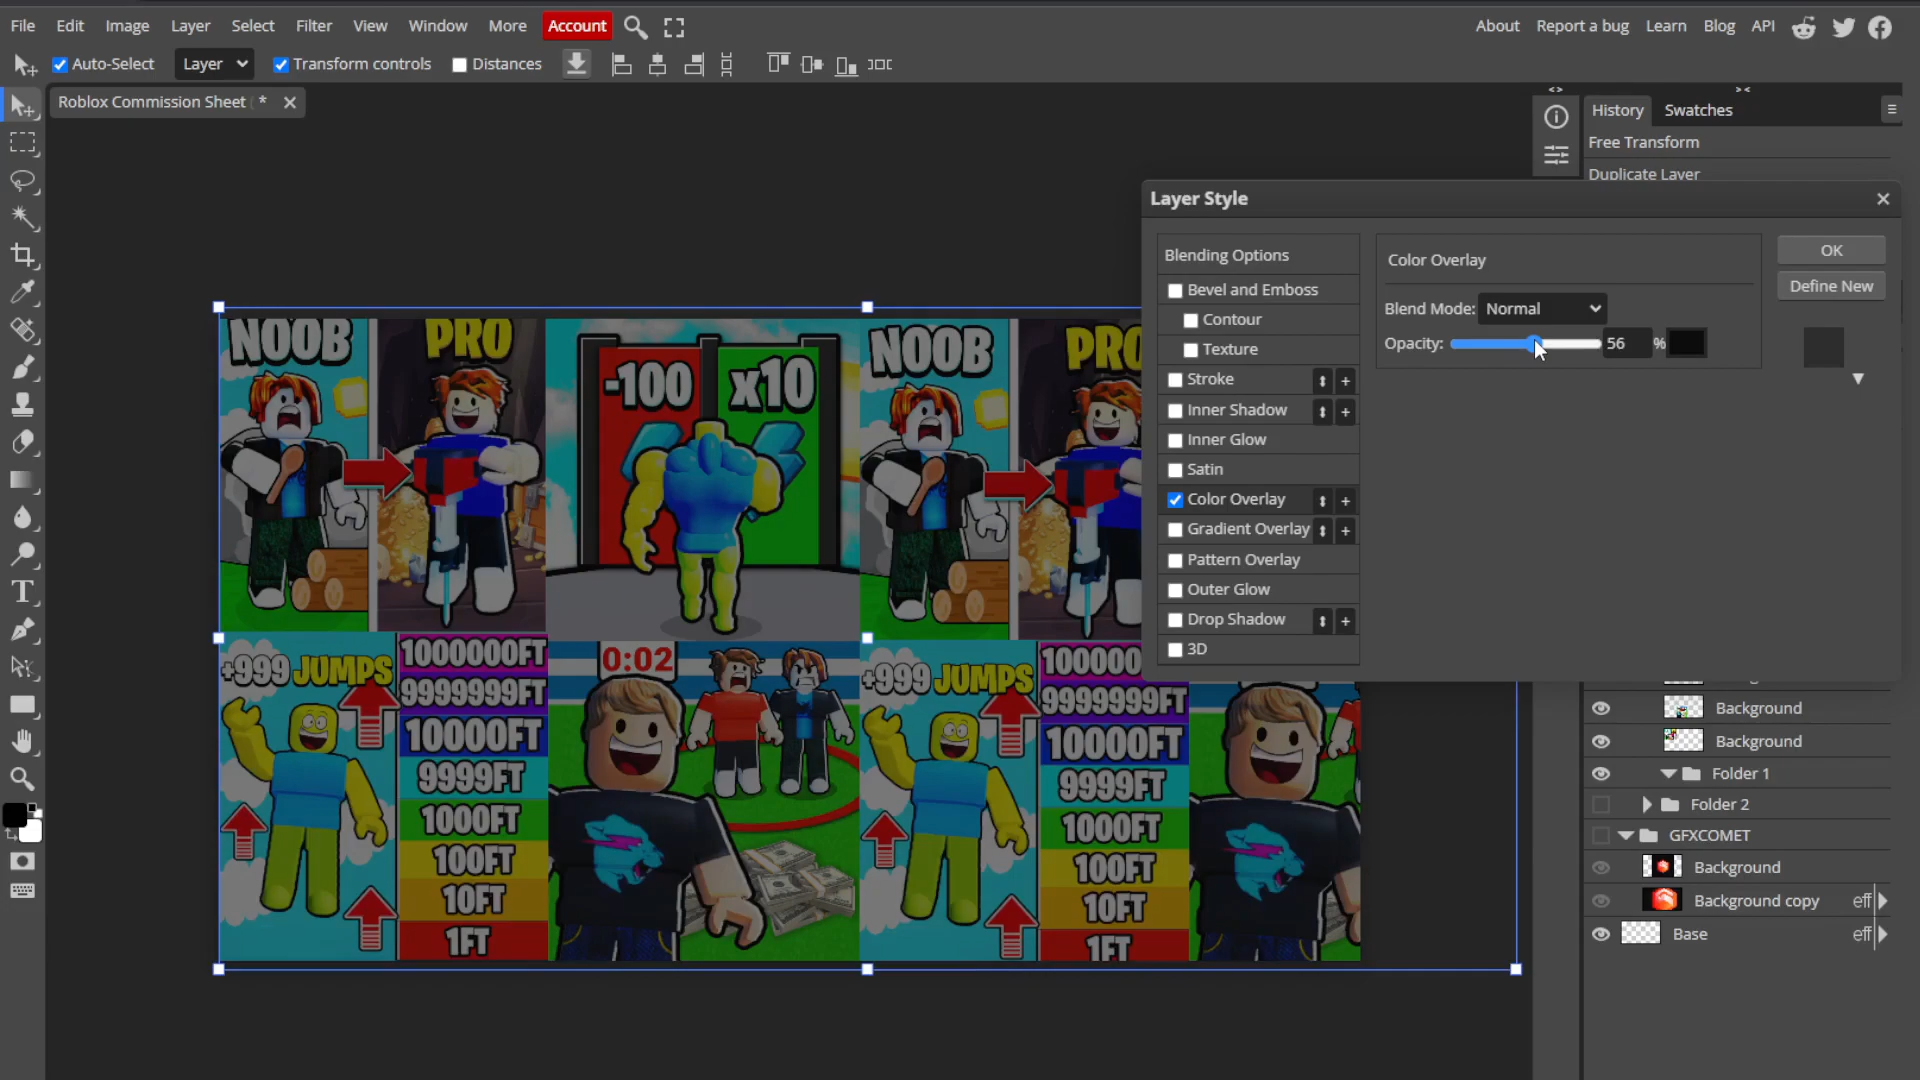 File Edit Image Layer Select Filter View Window More Account About Report a bug Learn Blog API
Auto-Select Layer Transform controls Distances
Roblox Commission Sheet *
History Swatches
Free Transform
Duplicate Layer
Layer Style
Blending Options
Bevel and Emboss
Contour
Texture
Stroke
Inner Shadow
Inner Glow
Satin
Color Overlay
Gradient Overlay
Pattern Overlay
Outer Glow
Drop Shadow
3D
Color Overlay
Blend Mode: Normal
Opacity: 56 %
OK
Define New
NOOB
PRO
-100
x10
NOOB
PRO
+999 JUMPS
1000000FT
9999999FT
10000FT
9999FT
1000FT
100FT
10FT
1FT
0:02
+999 JUMPS
100000
9999999FT
10000FT
9999FT
1000FT
100FT
10FT
1FT
Background
Background
Folder 1
Folder 2
GFXCOMET
Background
Background copy eff
Base eff